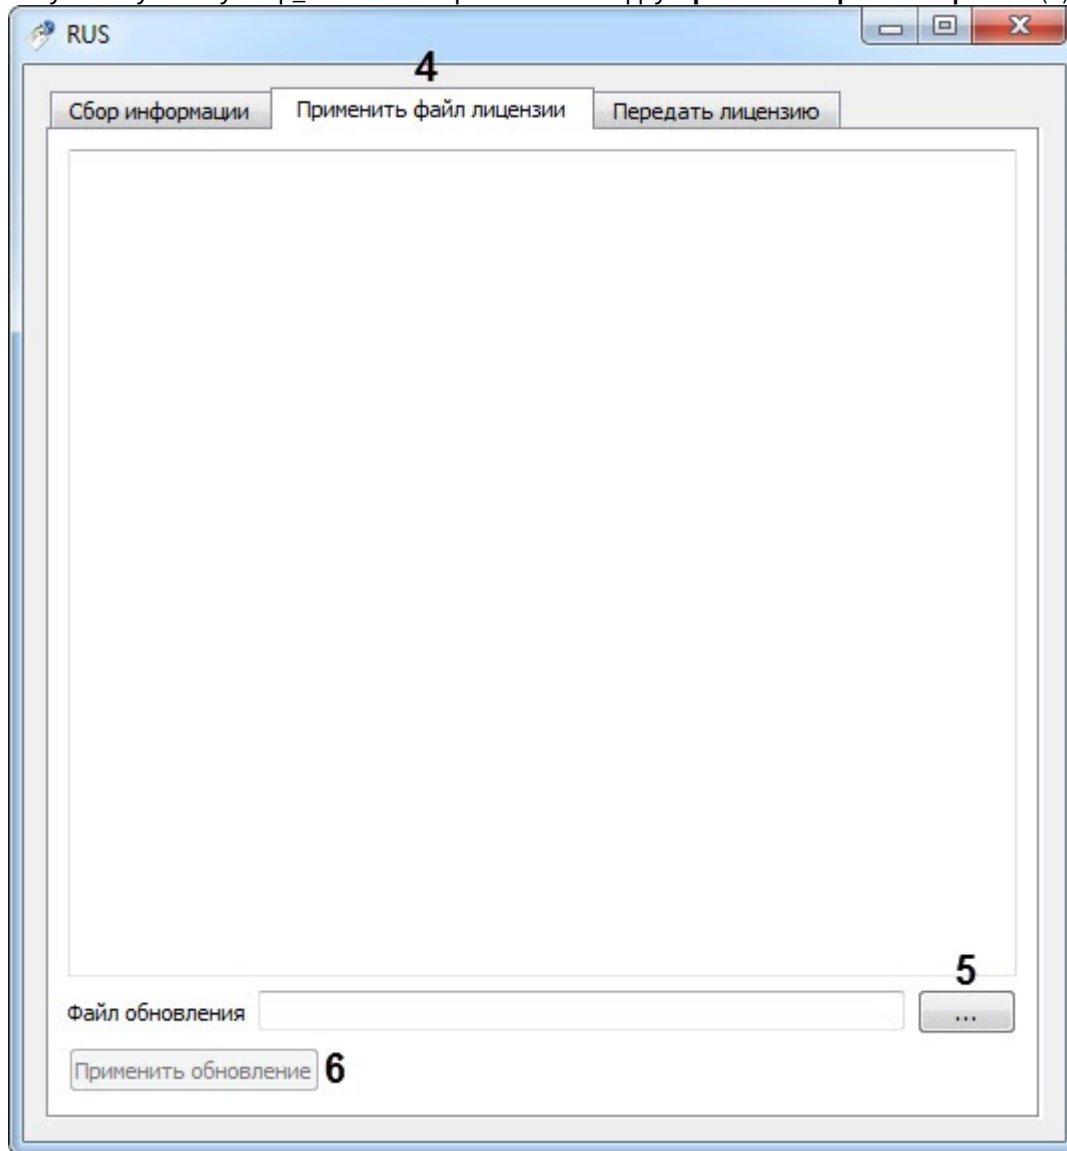 RUS
4
Сбор информации Применить файл лицензии Передать лицензию
5
Файл обновления ...
Применить обновление 6